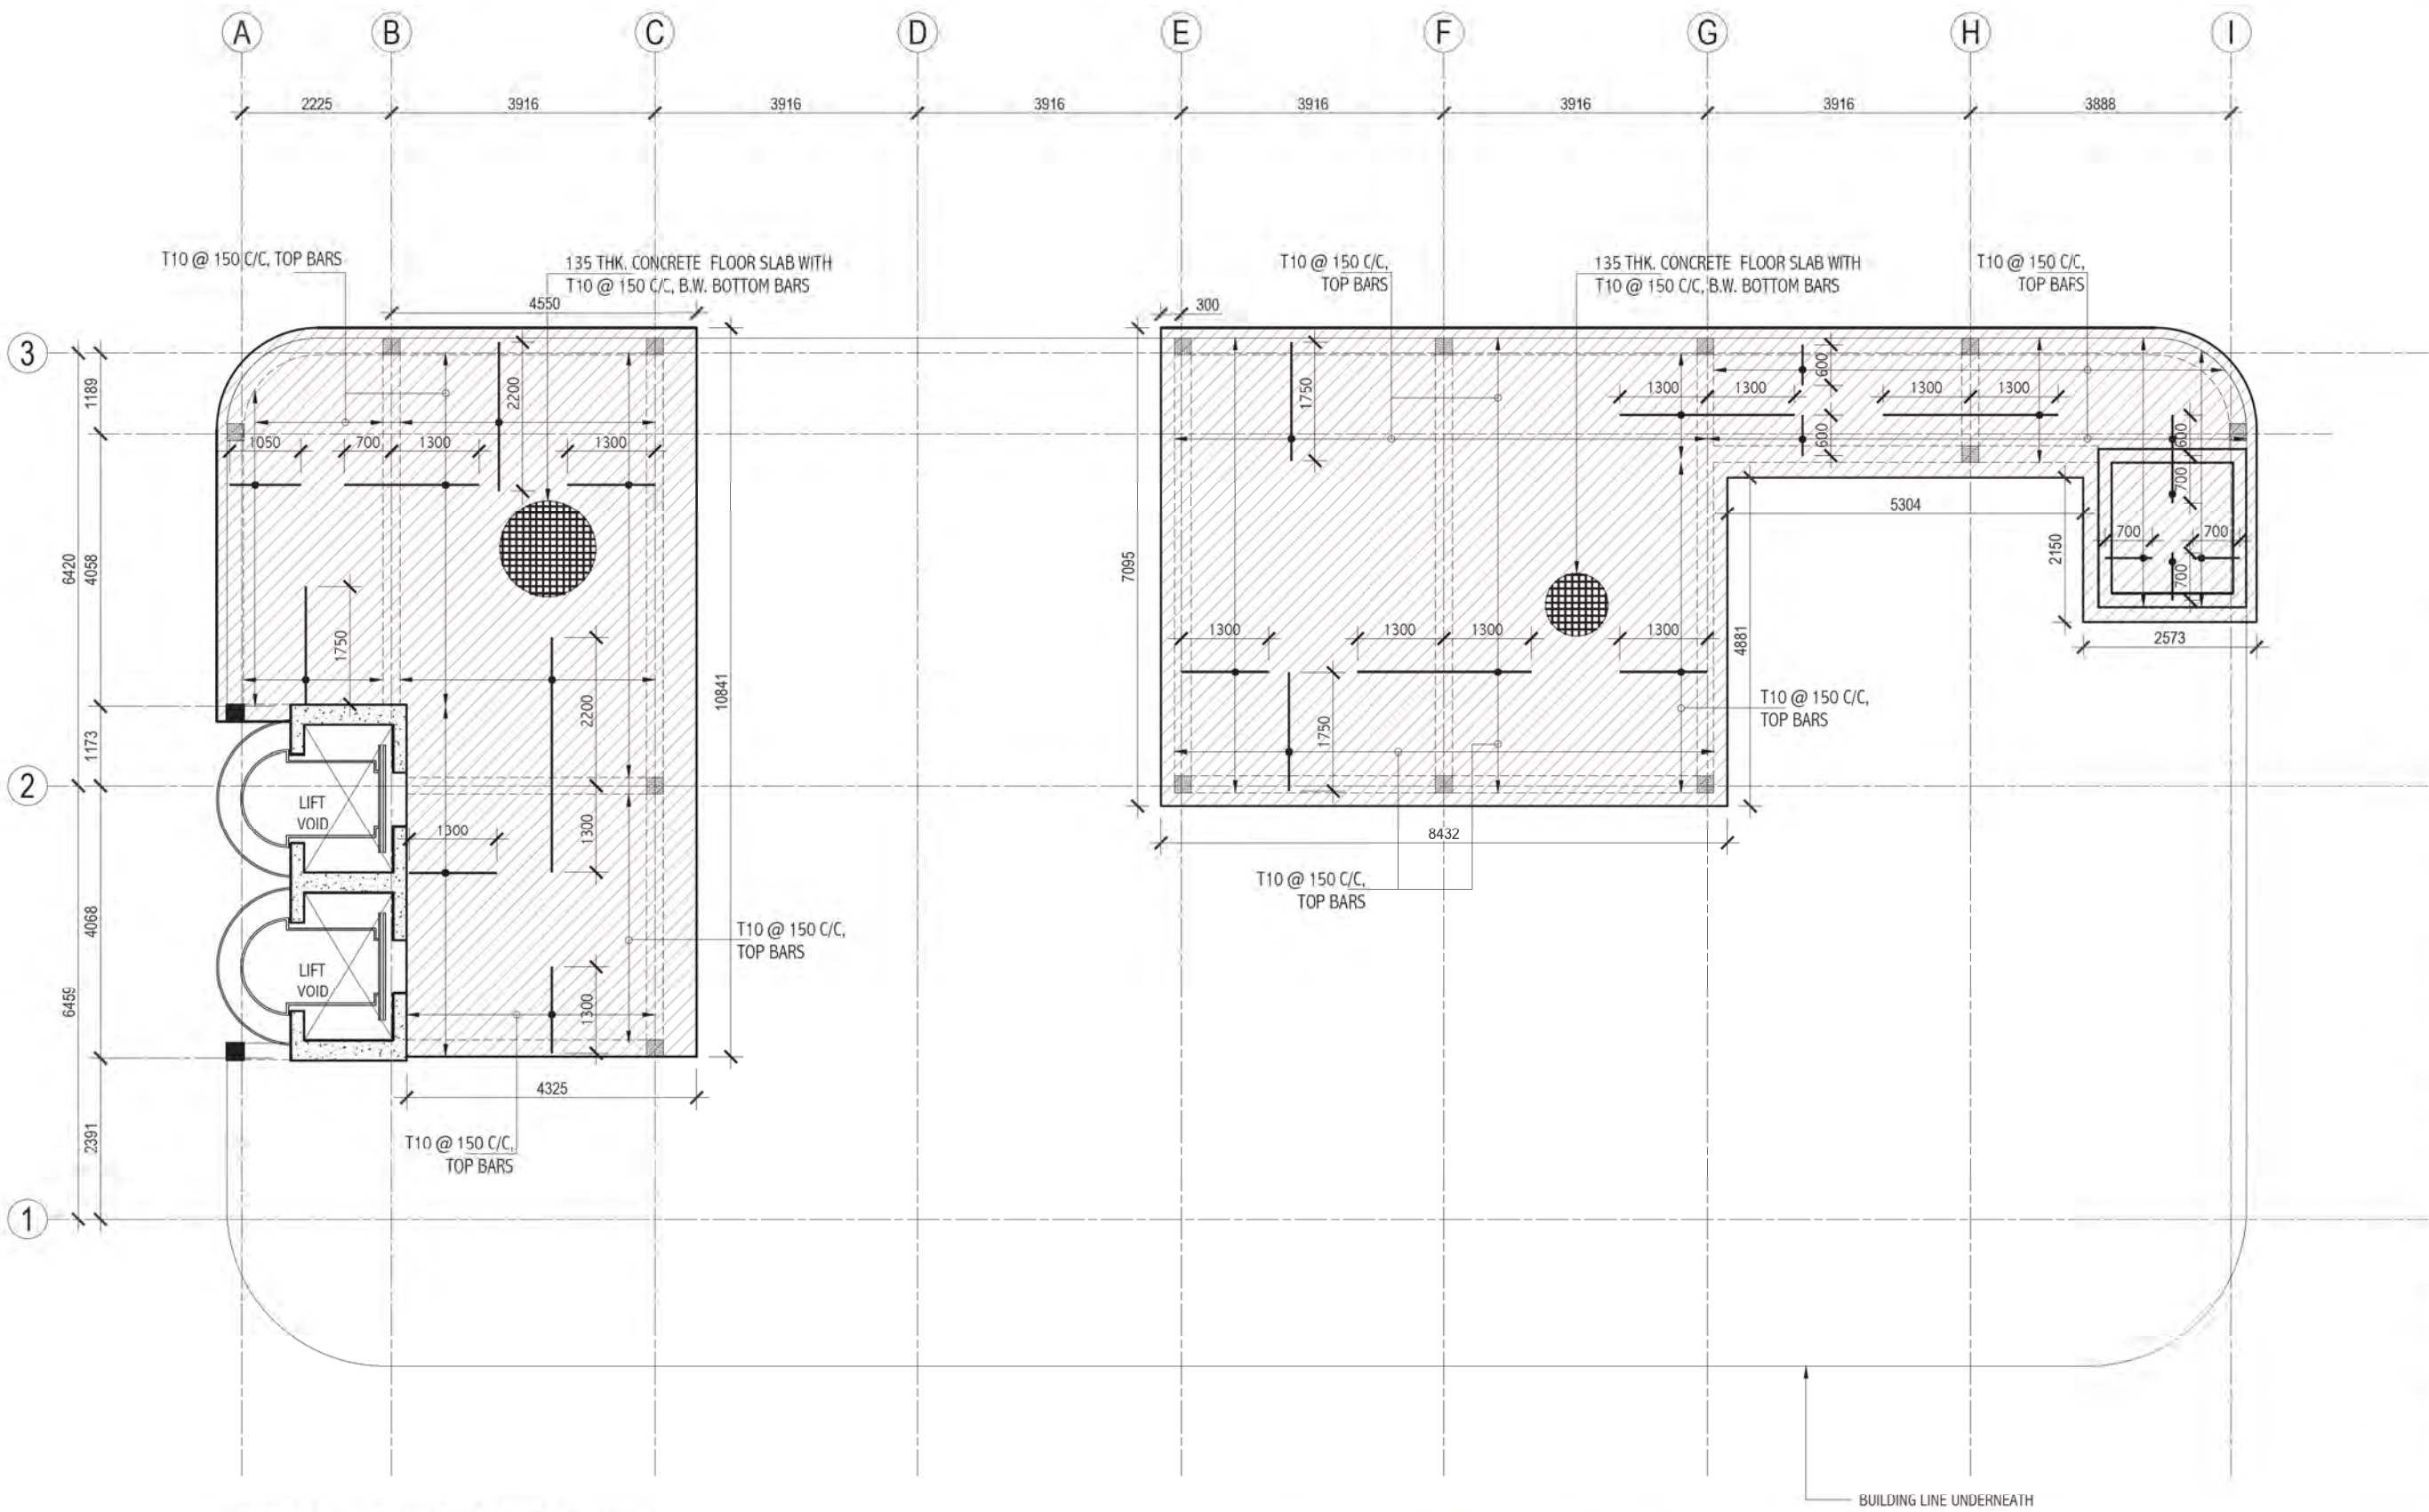 A
B
C
D
E
F
G
H
I
2225
3916
3916
3916
3916
3916
3916
3888
T10 @ 150 C/C, TOP BARS
135 THK. CONCRETE FLOOR SLAB WITH
T10 @ 150 C/C, B.W. BOTTOM BARS
4550
T10 @ 150 C/C,
TOP BARS
300
135 THK. CONCRETE FLOOR SLAB WITH
T10 @ 150 C/C, B.W. BOTTOM BARS
T10 @ 150 C/C,
TOP BARS
3
1189
2200
1750
600
1300
1300
1300
1300
1050
700
1300
1300
600
600
700
6420
4058
7095
5304
2150
700
700
700
1300
1300
1300
1300
4881
2573
1750
2200
10841
1750
T10 @ 150 C/C,
TOP BARS
1173
2
LIFT
VOID
1300
1300
8432
T10 @ 150 C/C,
TOP BARS
4068
T10 @ 150 C/C,
TOP BARS
LIFT
VOID
6459
1300
4325
2391
T10 @ 150 C/C,
TOP BARS
1
BUILDING LINE UNDERNEATH